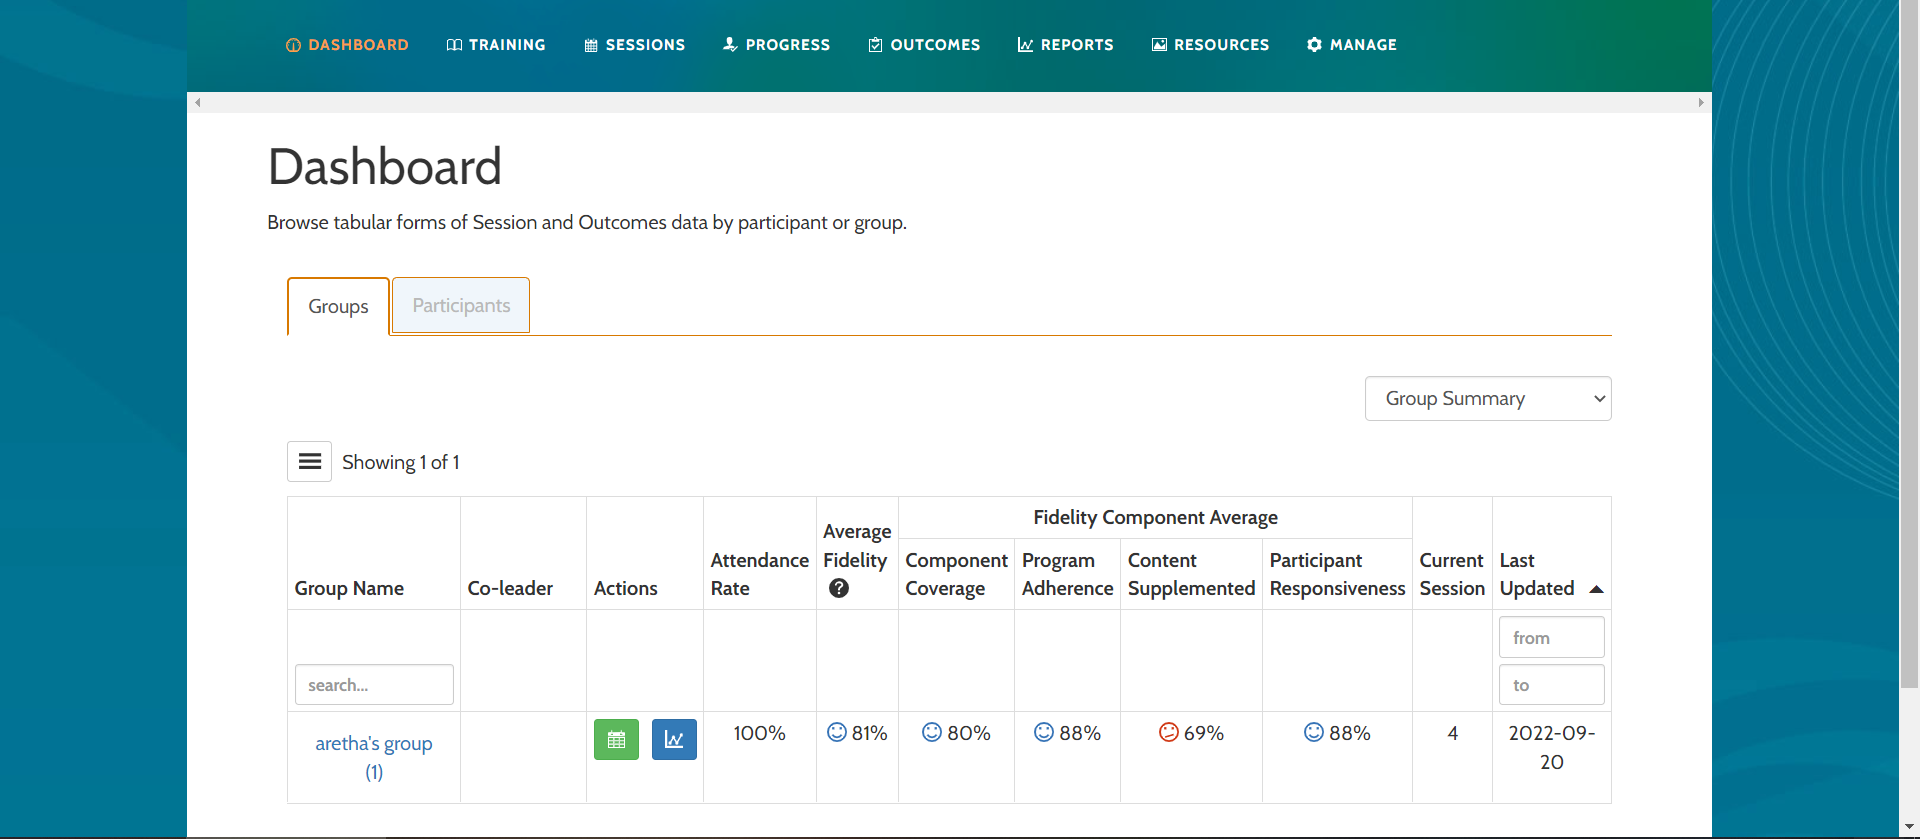 DASHBOARD TRAINING SESSIONS PROGRESS OUTCOMES REPORTS RESOURCES MANAGE
Dashboard
Browse tabular forms of Session and Outcomes data by participant or group.
Groups Participants
Group Summary
Showing 1 of 1
Fidelity Component Average
Group Name Co-leader Actions Attendance Rate Average Fidelity ? Component Coverage Program Adherence Content Supplemented Participant Responsiveness Current Session Last Updated
from
search... to
aretha's group 100% 81% 80% 88% 69% 88% 4 2022-09-
(1) 20